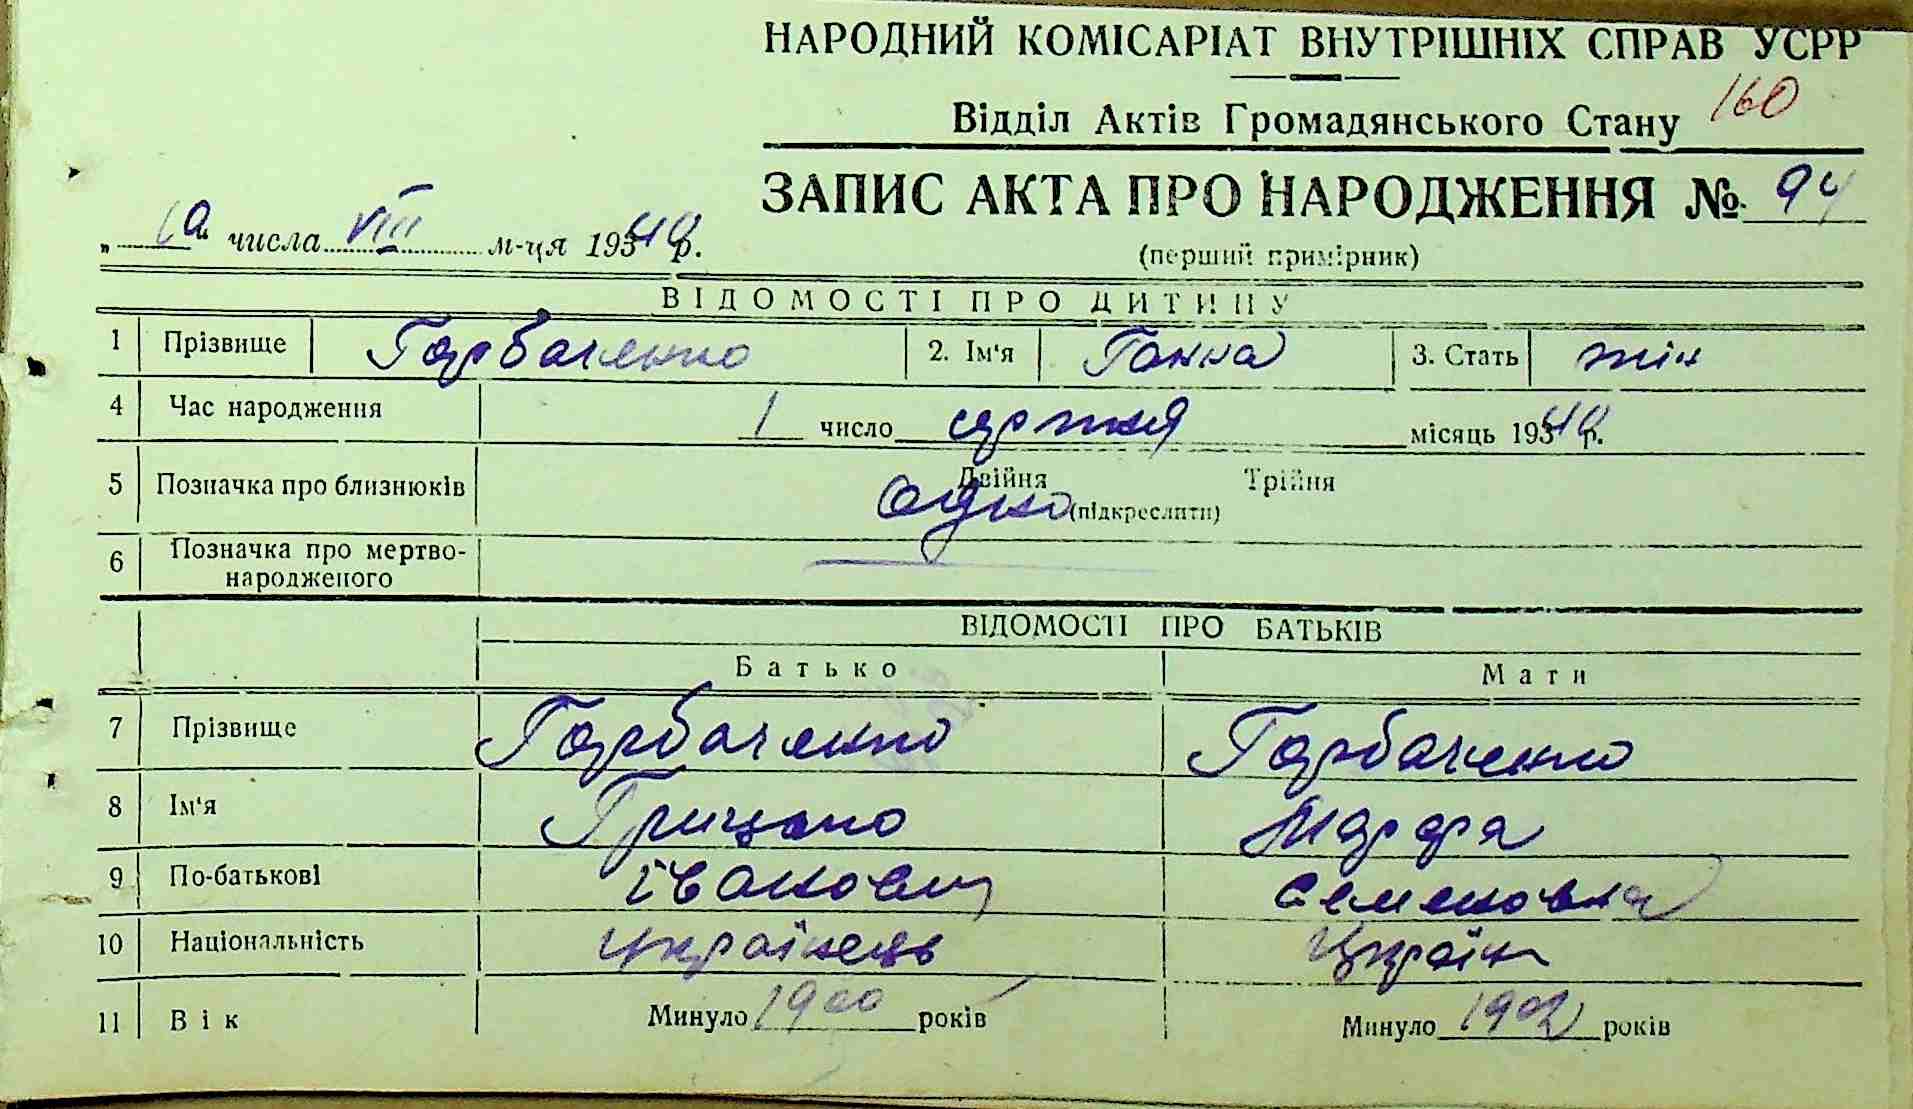 НАРОДНИЙ КОМІСАРІАТ ВНУТРІШНІХ СПРАВ УСРР
Відділ Актів Громадянського Стану 160
ЗАПИС АКТА ПРО НАРОДЖЕННЯ № 94
„10“ числа VIII м-ця 1940 р.
(перший примірник)
ВІДОМОСТІ ПРО ДИТИНУ
1 Прізвище Горбаченко 2. Ім'я Ганна 3. Стать жін
4 Час народження 1 число серпня місяць 1940 р.
5 Позначка про близнюків Двійня Трійня
одно (підкреслити)
6 Позначка про мертво-
народженого
ВІДОМОСТІ ПРО БАТЬКІВ
Батько Мати
7 Прізвище Горбаченко Горбаченко
8 Ім'я Грицько Марфа
9 По-батькові Іванович Семеновна
10 Національність Українець Україн
11 Вік Минуло 1900 років Минуло 1902 років